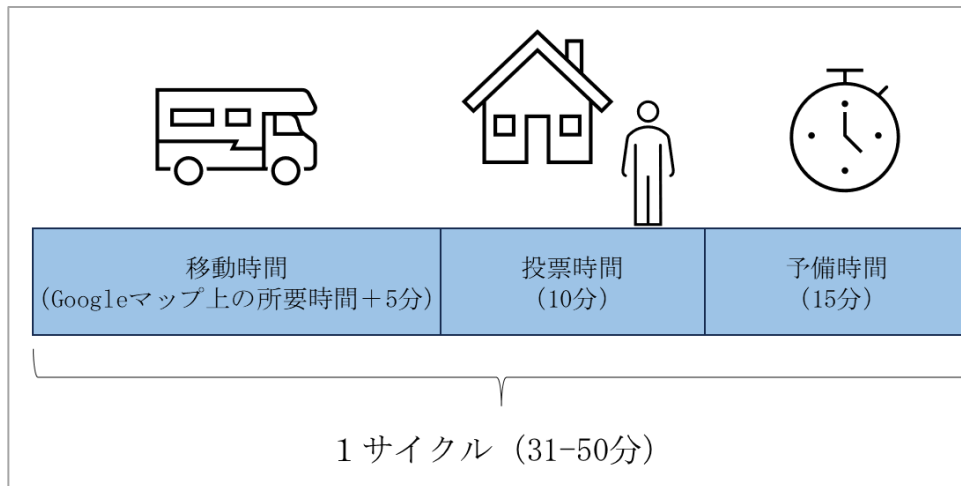 移動時間
(Googleマップ上の所要時間＋5分)
投票時間
(10分)
予備時間
(15分)
１サイクル（31-50分）